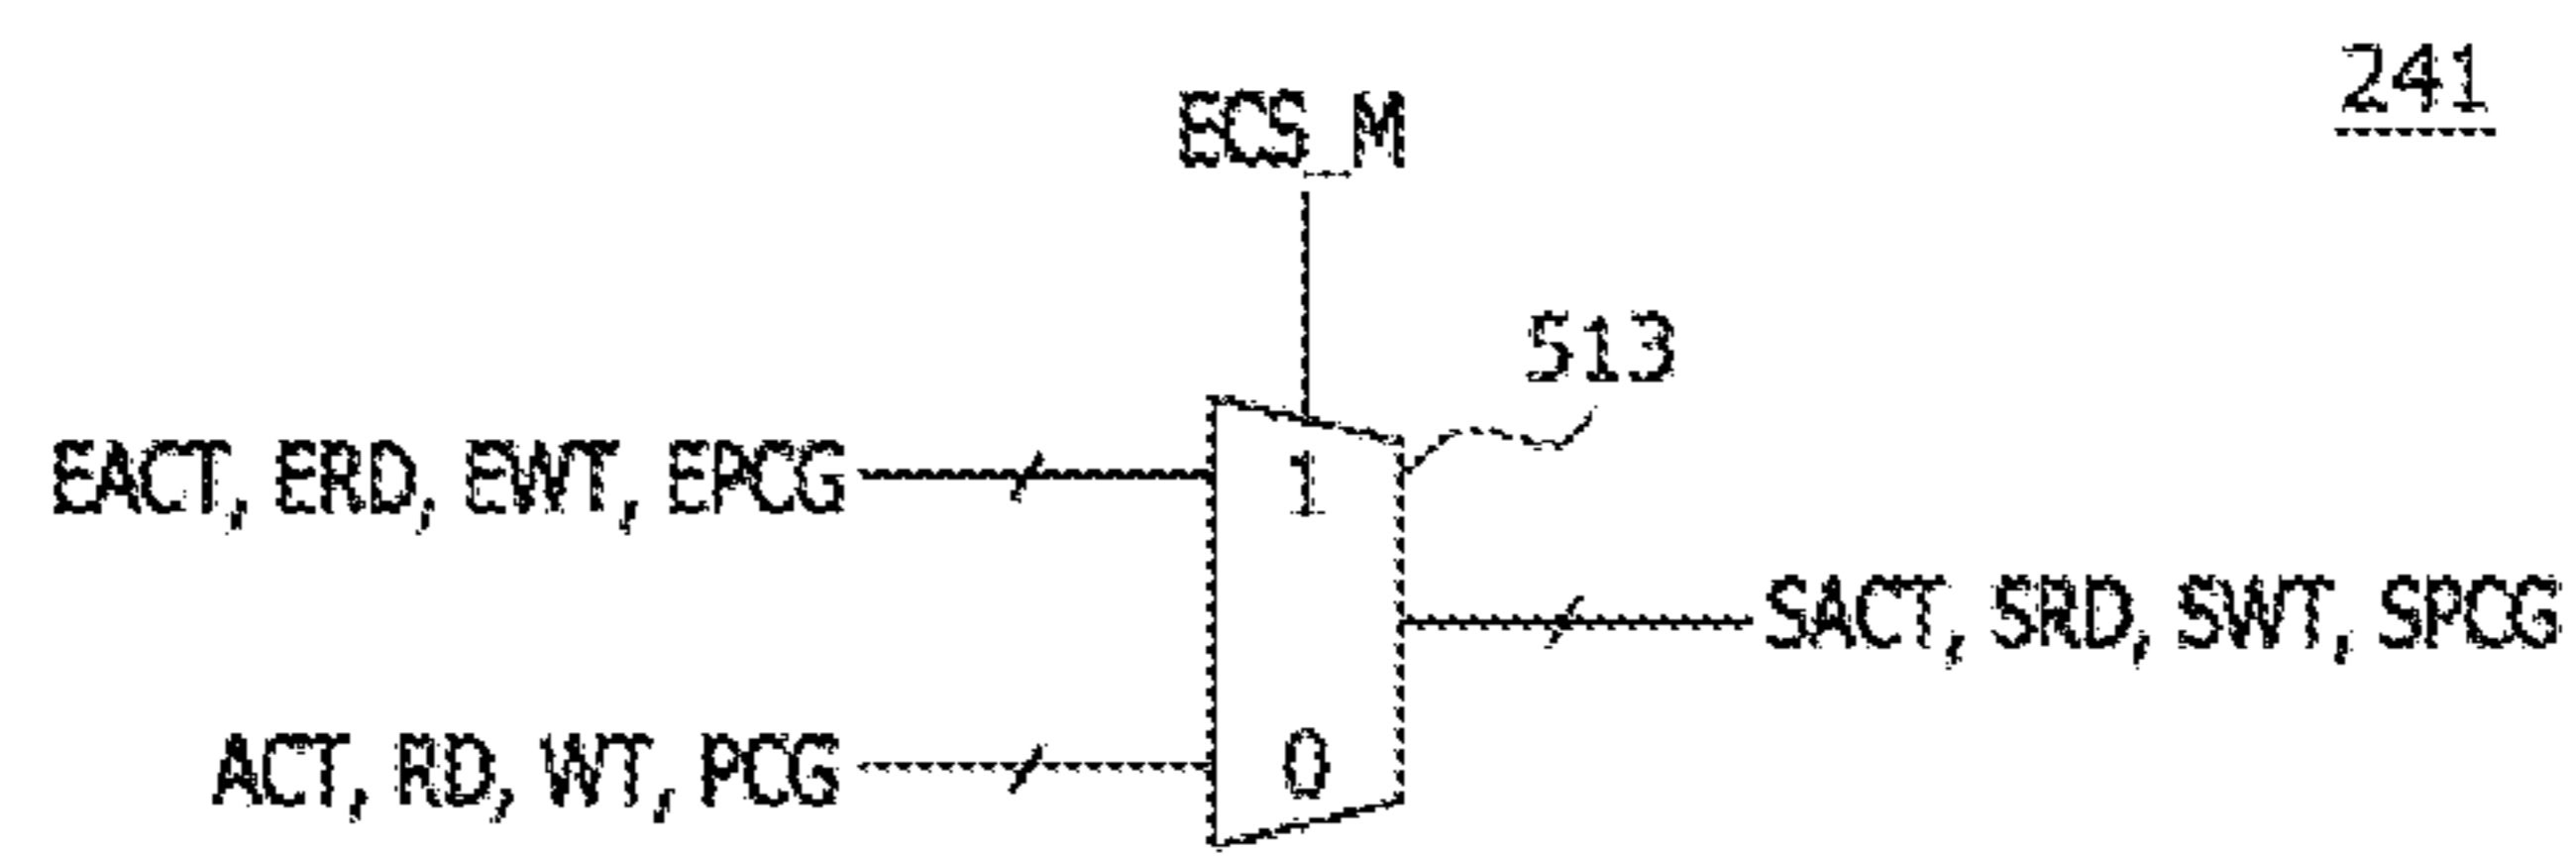 241
ECS_M
513
EACT, ERD, EWT, EPCG
1
SACT, SRD, SWT, SPCG
ACT, RD, WT, PCG
0